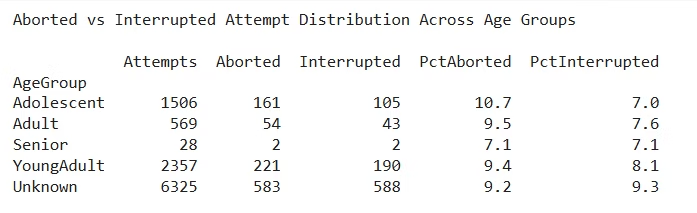 Aborted vs Interrupted Attempt Distribution Across Age Groups
Attempts Aborted Interrupted PctAborted PctInterrupted
AgeGroup
Adolescent 1506 161 105 10.7 7.0
Adult 569 54 43 9.5 7.6
Senior 28 2 2 7.1 7.1
YoungAdult 2357 221 190 9.4 8.1
Unknown 6325 583 588 9.2 9.3